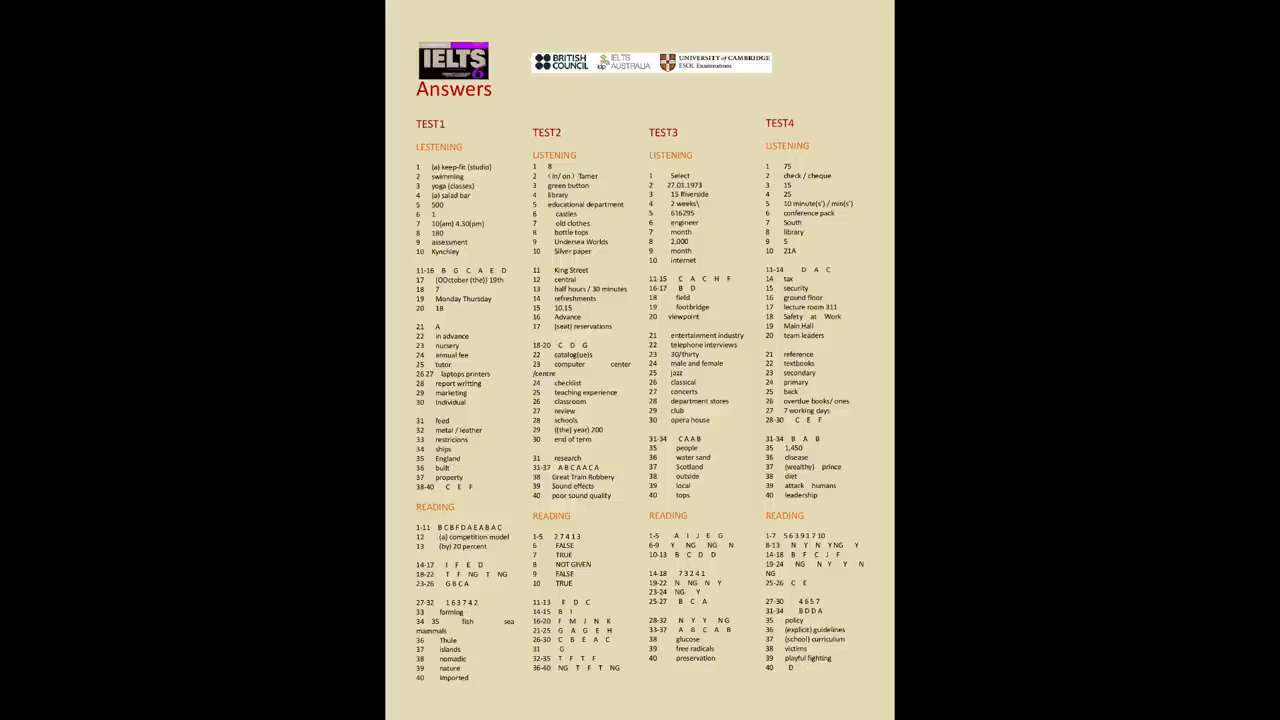 IELTS
6
BRITISH
COUNCIL
idp
IELTS
AUSTRALIA
UNIVERSITY of CAMBRIDGE
ESOL Examinations
Answers
TEST1
LESTENING
1 (a) keep-fit (studio)
2 swimming
3 yoga (classes)
4 (a) salad bar
5 500
6 1
7 10(am) 4.30(pm)
8 180
9 assessment
10 Kynchley
11-16 B G C A E D
17 (OOctober (the)) 19th
18 7
19 Monday Thursday
20 18
21 A
22 in advance
23 nursery
24 annual fee
25 tutor
26 27 laptops printers
28 report writting
29 marketing
30 Individual
31 feed
32 metal / leather
33 restricions
34 ships
35 England
36 built
37 property
38-40 C E F
READING
1-11 B C B F D A E A B A C
12 (a) competition model
13 (by) 20 percent
14-17 I F E D
18-22 T F NG T NG
23-26 G B C A
27-32 1 6 3 7 4 2
33 farming
34 35 fish sea
mammals
36 Thule
37 islands
38 nomadic
39 nature
40 Imported
TEST2
LISTENING
1 8
2 (in/ on) Tamer
3 green button
4 library
5 educational department
6 castles
7 old clothes
8 bottle tops
9 Undersea Worlds
10 Silver paper
11 King Street
12 central
13 half hours / 30 minutes
14 refreshments
15 10.15
16 Advance
17 (seat) reservations
18-20 C D G
22 catalog(ue)s
23 computer center
/centre
24 checklist
25 teaching experience
26 classroom
27 review
28 schools
29 ((the) year) 200
30 end of term
31 research
31-37 A B C A A C A
38 Great Train Robbery
39 Sound effects
40 poor sound quality
READING
1-5 2 7 4 1 3
6 FALSE
7 TRUE
8 NOT GIVEN
9 FALSE
10 TRUE
11-13 F D C
14-15 B I
16-20 F M J N K
21-25 G A G E H
26-30 C B E A C
31 G
32-35 T F T F
36-40 NG T F T NG
TEST3
LISTENING
1 Select
2 27.01.1973
3 15 Riverside
4 2 weeks\
5 616295
6 engineer
7 month
8 2,000
9 month
10 internet
11-15 C A C H F
16-17 B D
18 field
19 footbridge
20 viewpoint
21 entertainment industry
22 telephone interviews
23 30/thirty
24 male and female
25 jazz
26 classical
27 concerts
28 department stores
29 club
30 opera house
31-34 C A A B
35 people
36 water sand
37 Scotland
38 outside
39 local
40 tops
READING
1-5 A I J E G
6-9 Y NG NG N
10-13 B C D D
14-18 7 3 2 4 1
19-22 N NG N Y
23-24 NG Y
25-27 B C A
28-32 N Y Y NG
33-37 A B C A B
38 glucose
39 free radicals
40 preservation
TEST4
LISTENING
1 75
2 check / cheque
3 15
4 25
5 10 minute(s') / min(s')
6 conference pack
7 South
8 library
9 5
10 21A
11-14 D A C
14 tax
15 security
16 ground floor
17 lecture room 311
18 Safety at Work
19 Main Hall
20 team leaders
21 reference
22 textbooks
23 secondary
24 primary
25 back
26 overdue books/ ones
27 7 working days
28-30 C E F
31-34 B A B
35 1,450
36 disease
37 (wealthy) prince
38 diet
39 attack humans
40 leadership
READING
1-7 5 6 3 9 1 7 10
8-13 N Y N Y NG Y
14-18 B F C J F
19-24 NG N Y Y N
NG
25-26 C E
27-30 4 6 5 7
31-34 B D D A
35 policy
36 (explicit) guidelines
37 (school) curriculum
38 victims
39 playful fighting
40 D